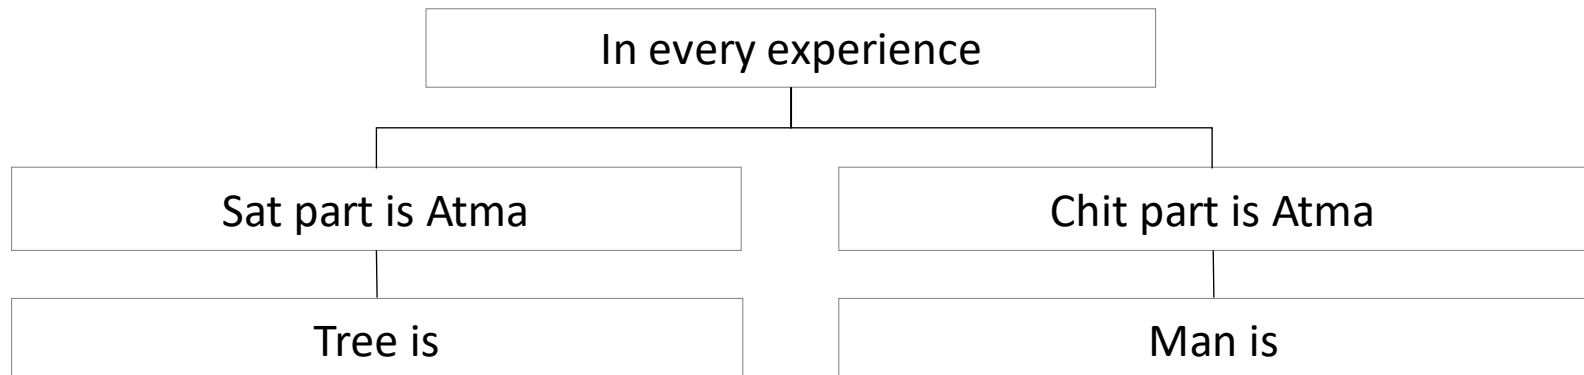 In every experience
Sat part is Atma
Chit part is Atma
Tree is
Man is